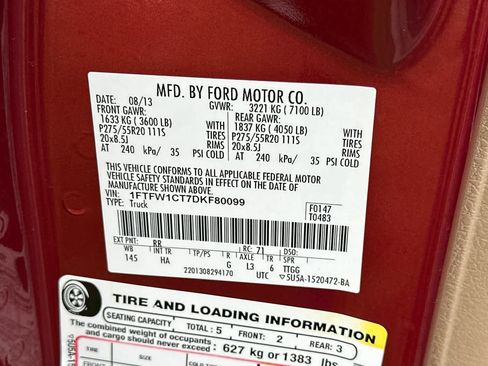 MFD. BY FORD MOTOR CO.
DATE: 08/13 GVWR: 3221 KG ( 7100 LB)
FRONT GAWR: REAR GAWR:
1633 KG ( 3600 LB) WITH 1837 KG ( 4050 LB) WITH
P275/55R20 111S TIRES P275/55R20 111S TIRES
20x8.5J RIMS 20x8.5J RIMS
AT 240 kPa/ 35 PSI COLD AT 240 kPa/ 35 PSI COLD
THIS VEHICLE CONFORMS TO ALL APPLICABLE FEDERAL MOTOR
VEHICLE SAFETY STANDARDS IN EFFECT ON THE DATE OF
MANUFACTURE SHOWN ABOVE.
VIN: 1FTFW1CT7DKF80099 F0147
TYPE: Truck T0483
EXT PNT: RR RC: 71 DSO:
WB INT TR TP/PS R AXLE TR SPR
145 HA G L3 6 TTGG
2201308294170 UTC 5U5A-1520472-BA
TIRE AND LOADING INFORMATION
SEATING CAPACITY TOTAL: 5 FRONT: 2 REAR: 3
The combined weight of occupants
and cargo should never exceed: 627 kg or 1383 lbs